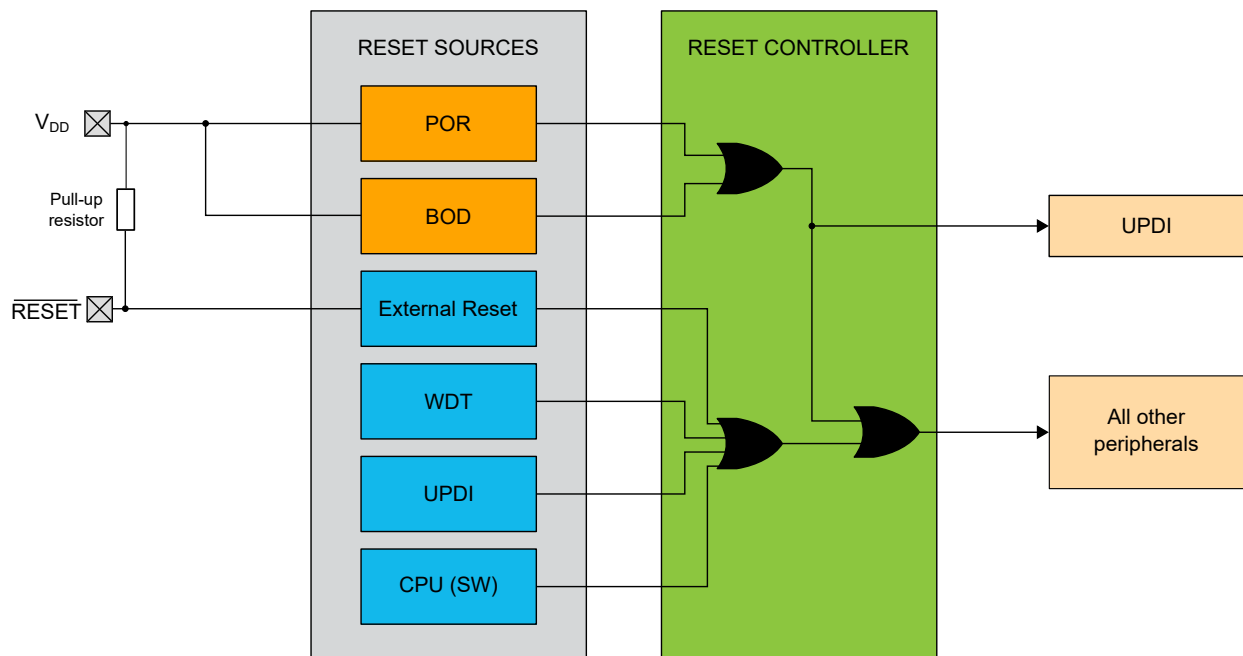 RESET SOURCES
RESET CONTROLLER
V_DD
POR
Pull-up
resistor
BOD
UPDI
RESET
External Reset
WDT
All other
peripherals
UPDI
CPU (SW)